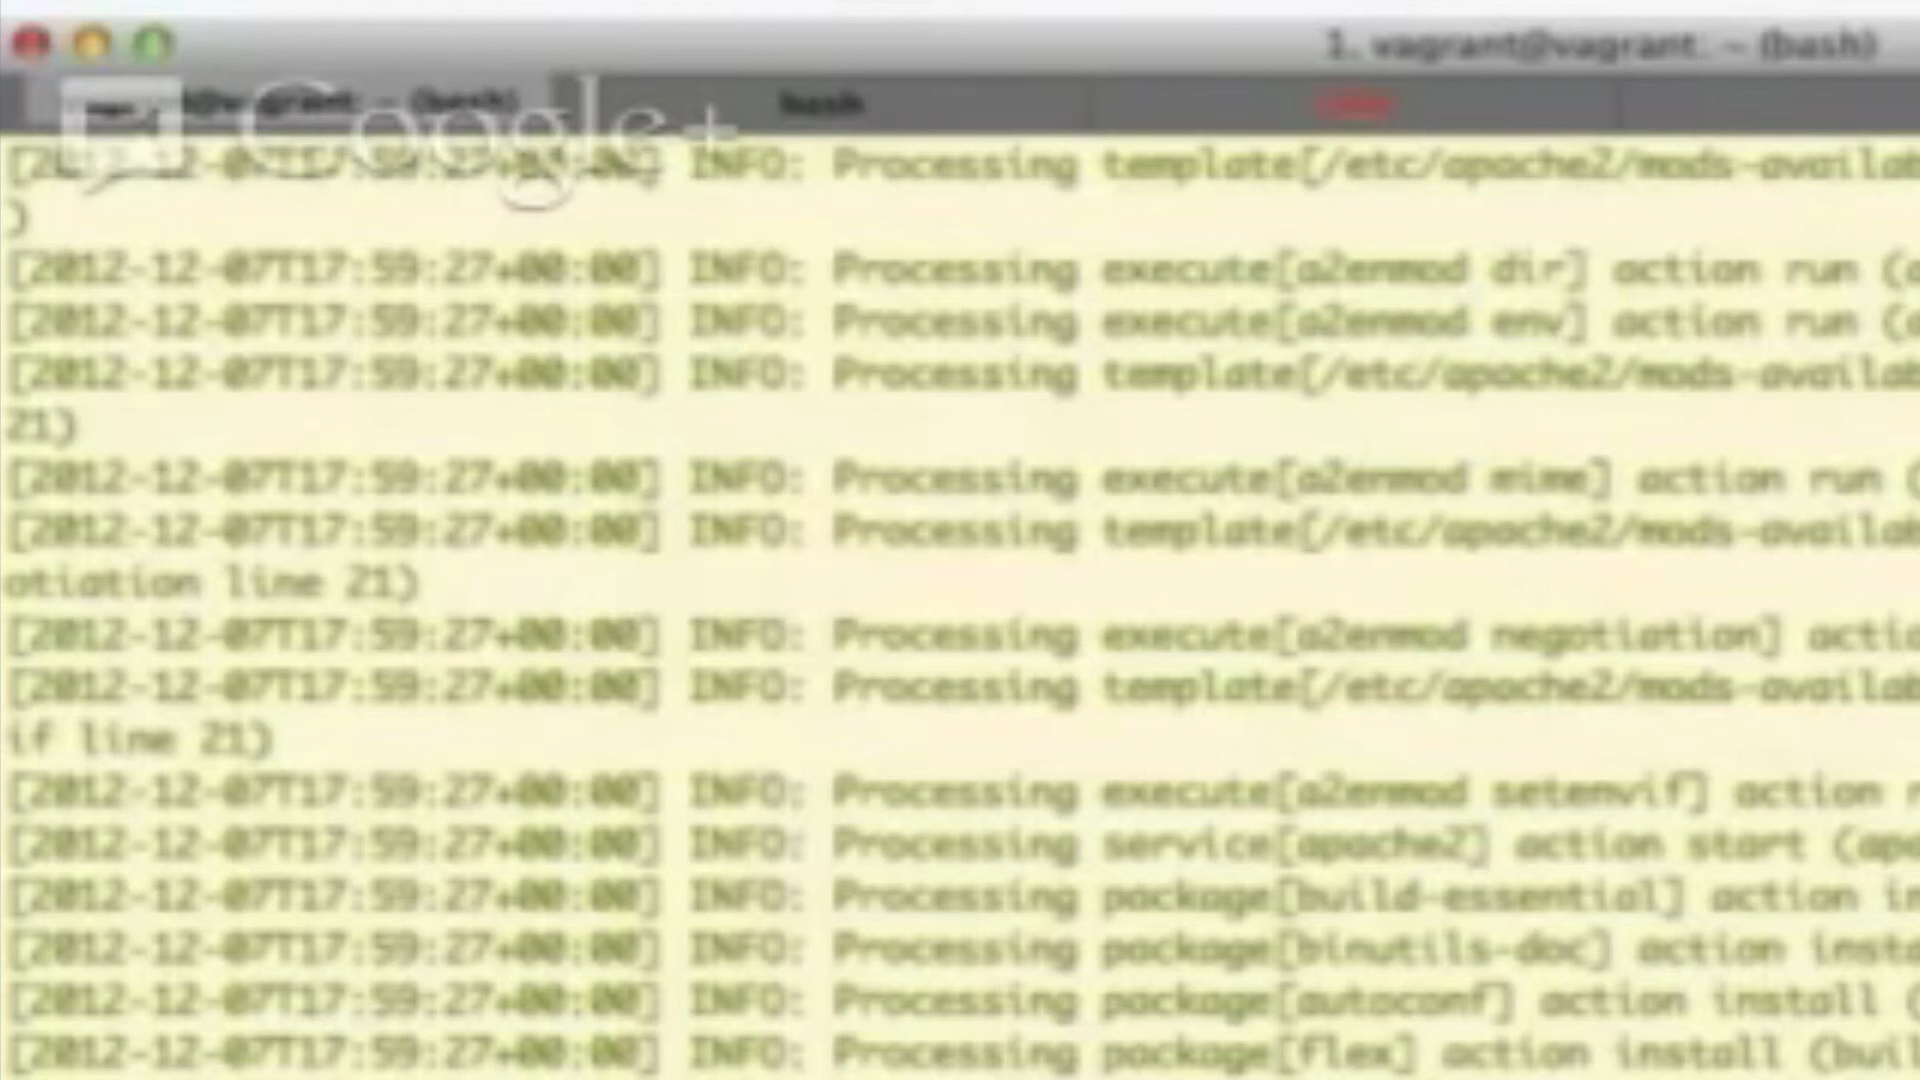 1. vagrant@vagrant: ~ (bash)
@vagrant: ~ (bash) bash
Google+
INFO: Processing template[/etc/apache2/mods-availab
)
[2012-12-07T17:59:27+00:00] INFO: Processing execute[a2enmod dir] action run (a
[2012-12-07T17:59:27+00:00] INFO: Processing execute[a2enmod env] action run (a
[2012-12-07T17:59:27+00:00] INFO: Processing template[/etc/apache2/mods-availab
21)
[2012-12-07T17:59:27+00:00] INFO: Processing execute[a2enmod mime] action run (
[2012-12-07T17:59:27+00:00] INFO: Processing template[/etc/apache2/mods-availab
otiation line 21)
[2012-12-07T17:59:27+00:00] INFO: Processing execute[a2enmod negotiation] actio
[2012-12-07T17:59:27+00:00] INFO: Processing template[/etc/apache2/mods-availab
if line 21)
[2012-12-07T17:59:27+00:00] INFO: Processing execute[a2enmod setenvif] action r
[2012-12-07T17:59:27+00:00] INFO: Processing service[apache2] action start (apa
[2012-12-07T17:59:27+00:00] INFO: Processing package[build-essential] action in
[2012-12-07T17:59:27+00:00] INFO: Processing package[binutils-doc] action insta
[2012-12-07T17:59:27+00:00] INFO: Processing package[autoconf] action install (
[2012-12-07T17:59:27+00:00] INFO: Processing package[flex] action install (buil